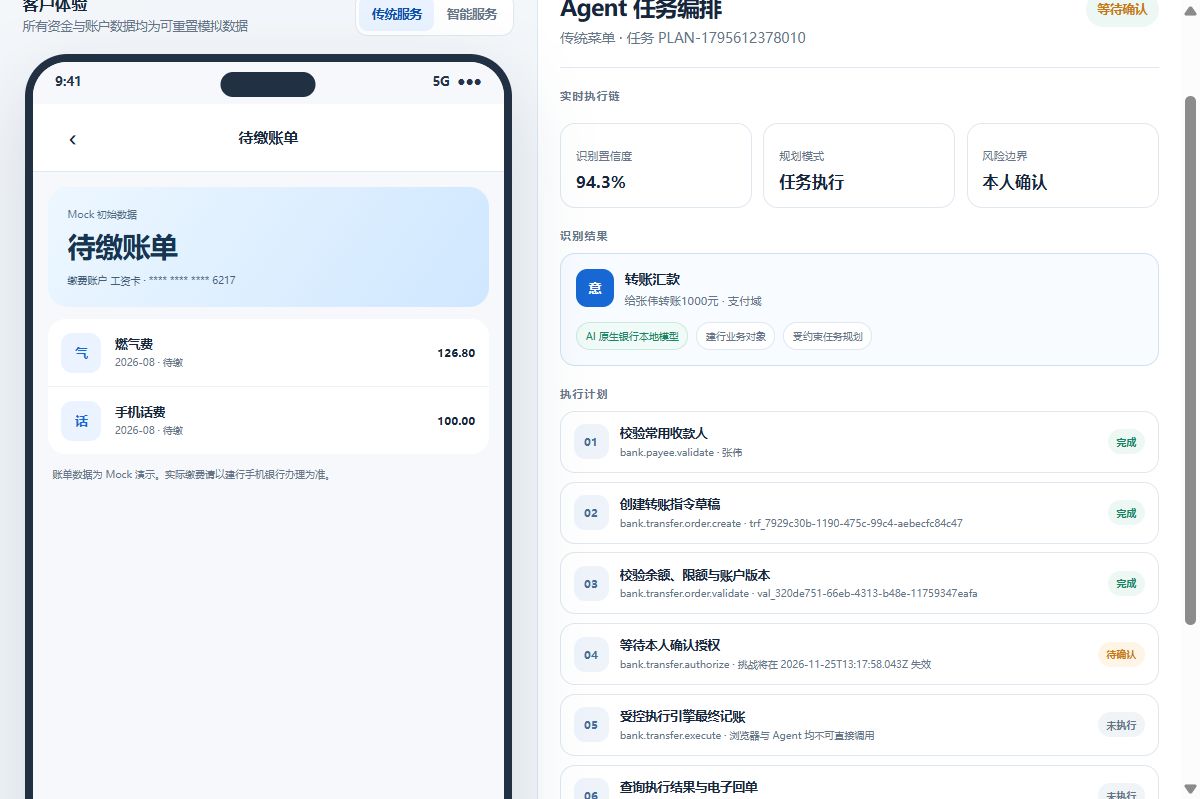 客户体验
所有资金与账户数据均为可重置模拟数据
传统服务
智能服务
9:41
5G
‹
待缴账单
Mock 初始数据
待缴账单
缴费账户 工资卡 · **** **** **** 6217
气
燃气费
2026-08 · 待缴
126.80
话
手机话费
2026-08 · 待缴
100.00
账单数据为 Mock 演示。实际缴费请以建行手机银行办理为准。
Agent 任务编排
等待确认
传统菜单 · 任务 PLAN-1795612378010
实时执行链
识别置信度
94.3%
规划模式
任务执行
风险边界
本人确认
识别结果
意
转账汇款
给张伟转账1000元 · 支付域
AI 原生银行本地模型
建行业务对象
受约束任务规划
执行计划
01
校验常用收款人
bank.payee.validate · 张伟
完成
02
创建转账指令草稿
bank.transfer.order.create · trf_7929c30b-1190-475c-99c4-aebecfc84c47
完成
03
校验余额、限额与账户版本
bank.transfer.order.validate · val_320de751-66eb-4313-b48e-11759347eafa
完成
04
等待本人确认授权
bank.transfer.authorize · 挑战将在 2026-11-25T13:17:58.043Z 失效
待确认
05
受控执行引擎最终记账
bank.transfer.execute · 浏览器与 Agent 均不可直接调用
未执行
06
查询执行结果与电子回单
未执行